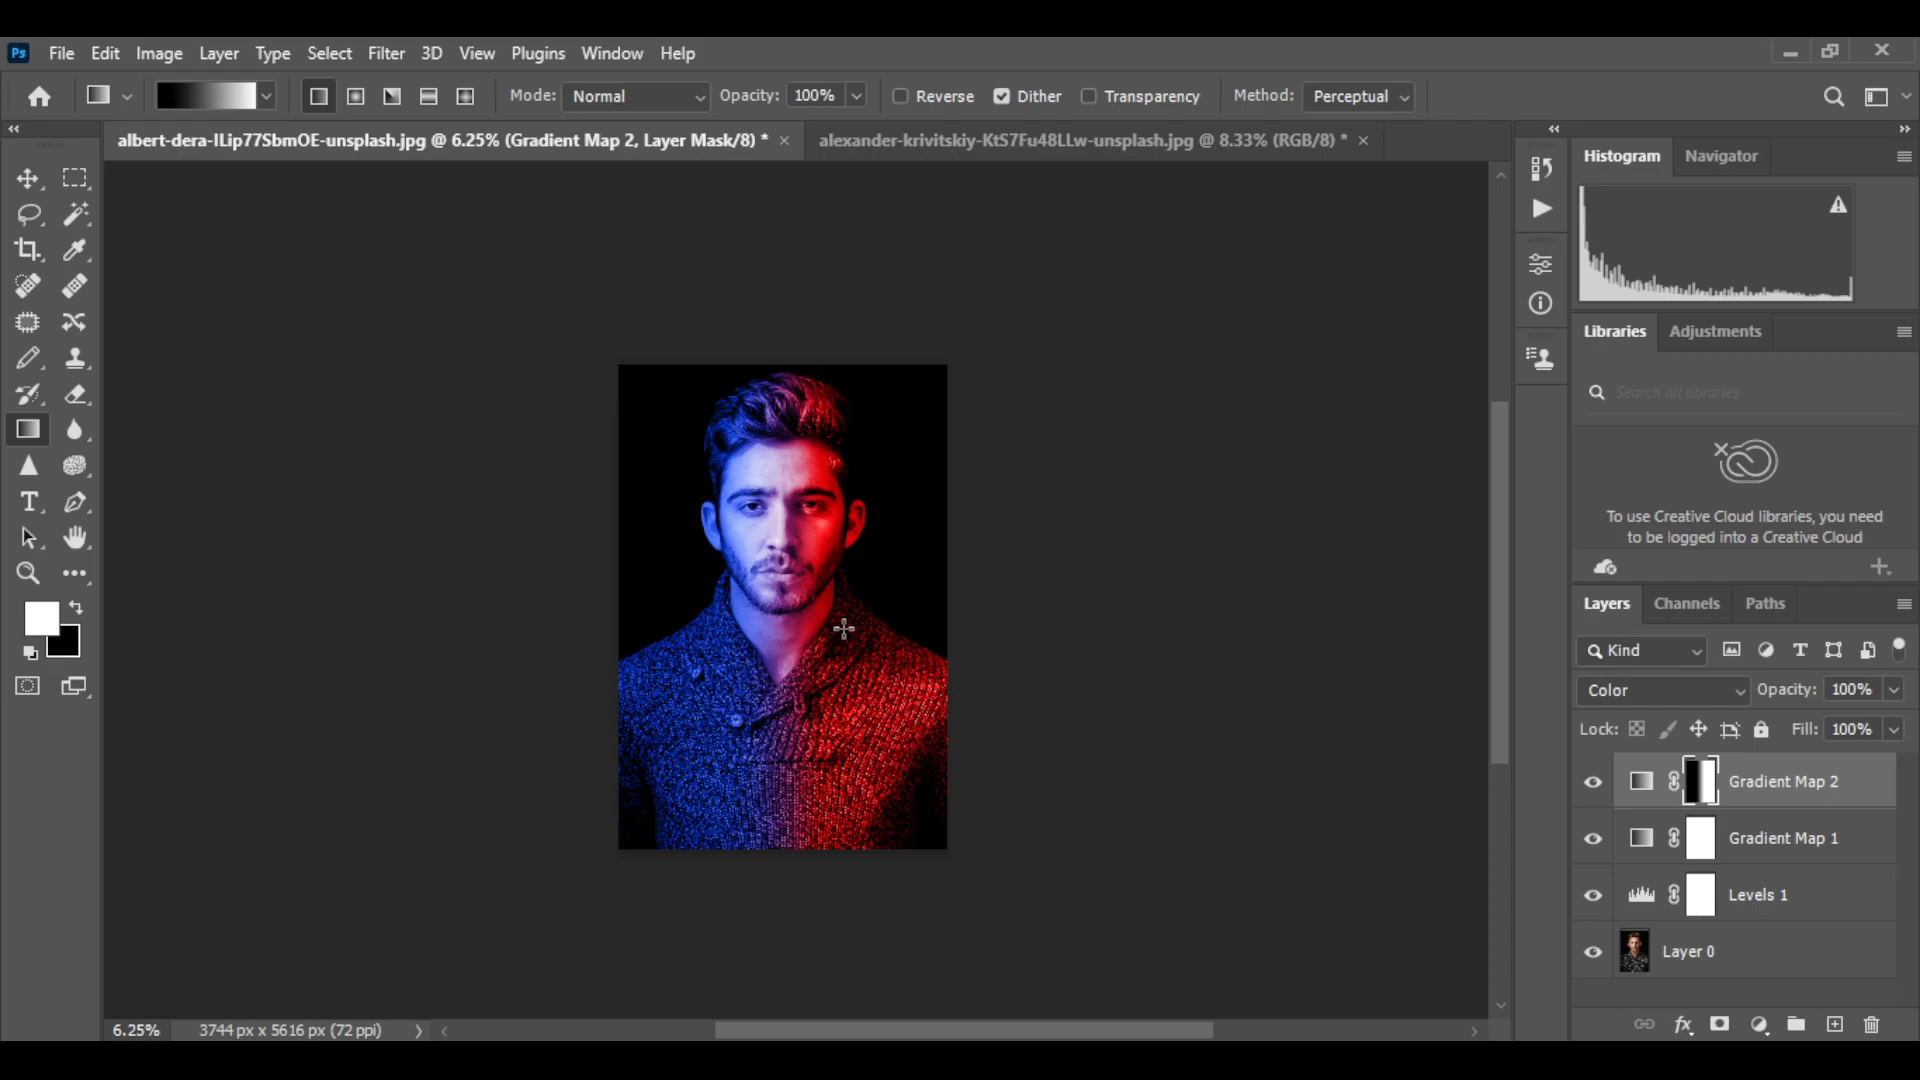 Ps File Edit Image Layer Type Select Filter 3D View Plugins Window Help
Mode: Normal Opacity: 100% Reverse Dither Transparency Method: Perceptual
albert-dera-ILip77SbmOE-unsplash.jpg @ 6.25% (Gradient Map 2, Layer Mask/8) * alexander-krivitskiy-KtS7Fu48LLw-unsplash.jpg @ 8.33% (RGB/8) *
Histogram Navigator
Libraries Adjustments
Search all libraries
To use Creative Cloud libraries, you need
to be logged into a Creative Cloud
Layers Channels Paths
Kind
Color Opacity: 100%
Lock: Fill: 100%
Gradient Map 2
Gradient Map 1
Levels 1
Layer 0
6.25% 3744 px x 5616 px (72 ppi)